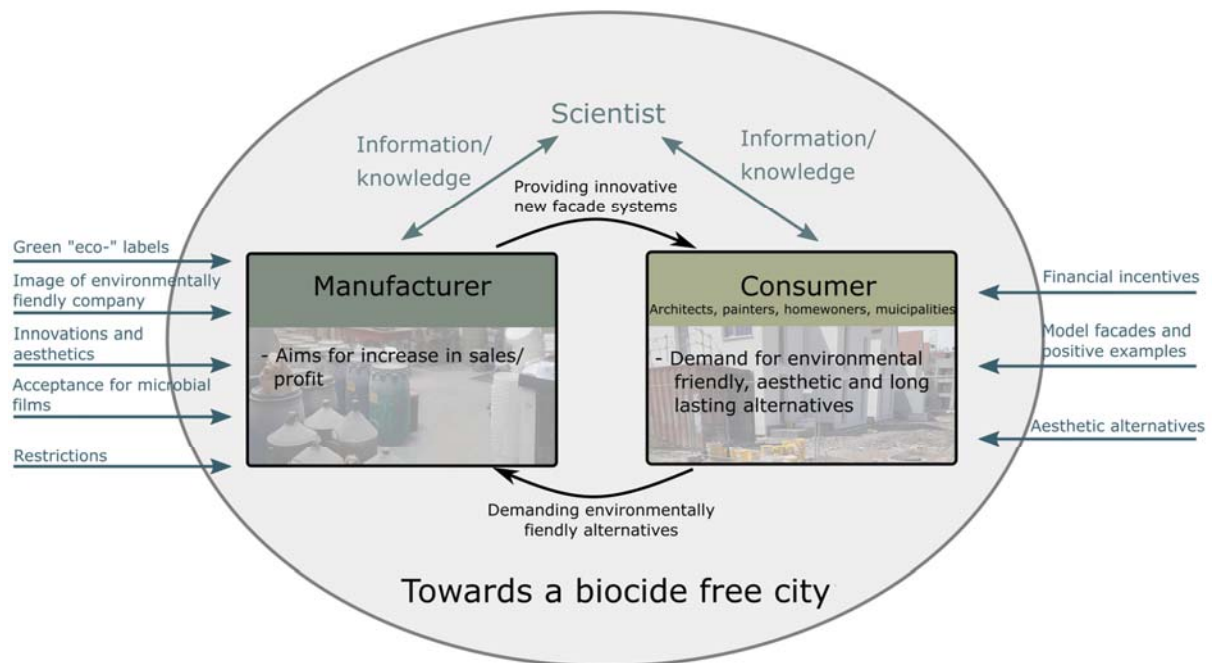 Scientist
Information/
knowledge
Information/
knowledge
Providing innovative
new facade systems
Green "eco-" labels
Image of environmentally
fiendly company
Innovations and
aesthetics
Acceptance for microbial
films
Restrictions
Manufacturer
- Aims for increase in sales/
profit
Consumer
Architects, painters, homewoners, muicipalities
- Demand for environmental
friendly, aesthetic and long
lasting alternatives
Financial incentives
Model facades and
positive examples
Aesthetic alternatives
Demanding environmentally
fiendly alternatives
Towards a biocide free city